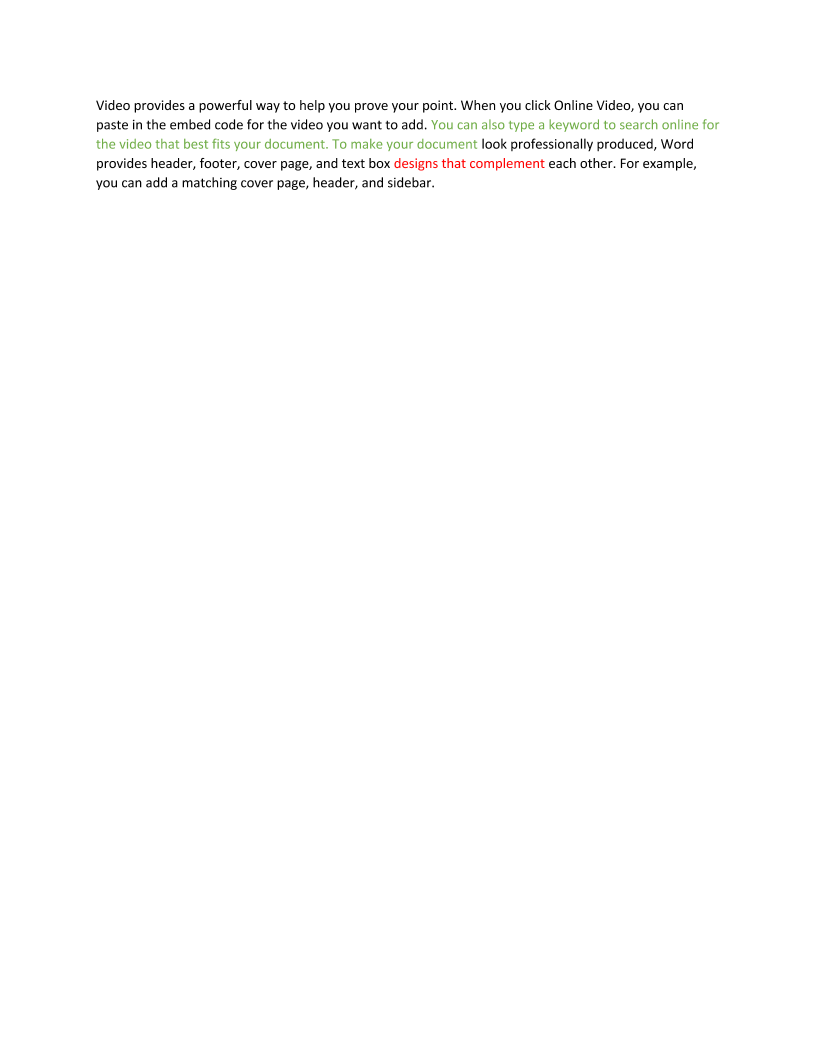 Video provides a powerful way to help you prove your point. When you click Online Video, you can
paste in the embed code for the video you want to add. You can also type a keyword to search online for
the video that best fits your document. To make your document look professionally produced, Word
provides header, footer, cover page, and text box designs that complement each other. For example,
you can add a matching cover page, header, and sidebar.